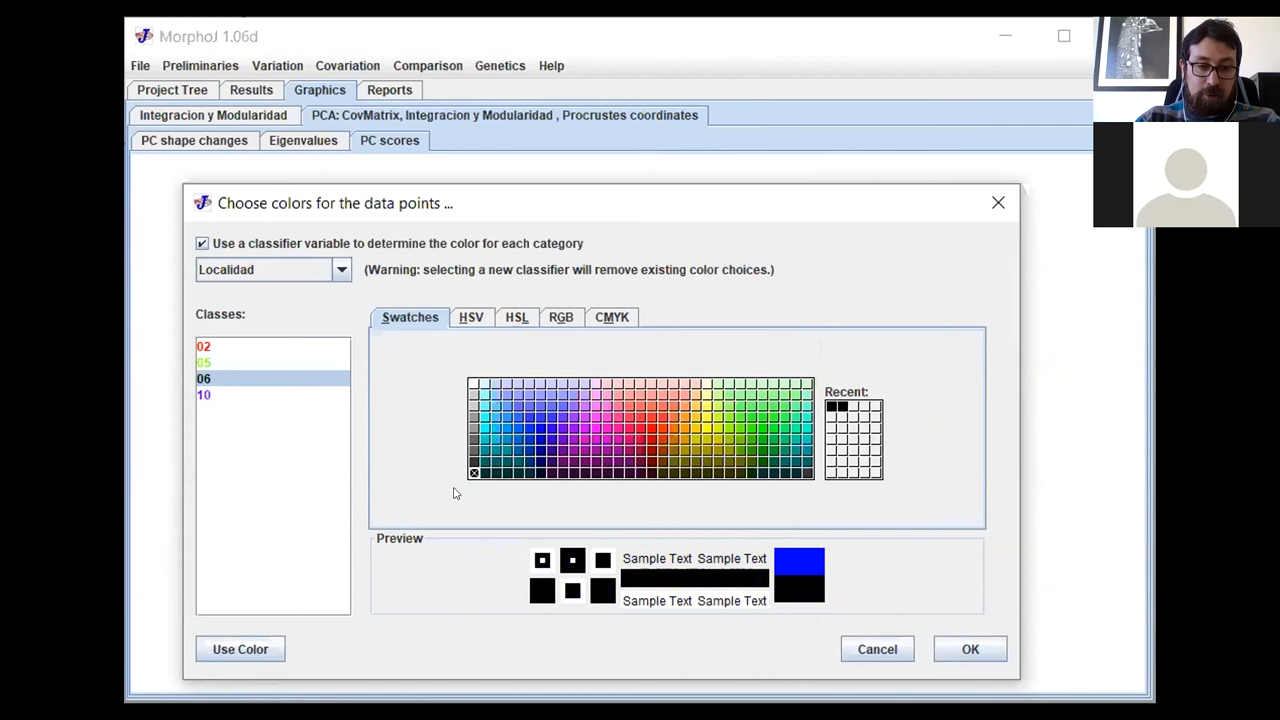 MorphoJ 1.06d
File Preliminaries Variation Covariation Comparison Genetics Help
Project Tree Results Graphics Reports
Integracion y Modularidad PCA: CovMatrix, Integracion y Modularidad , Procrustes coordinates
PC shape changes Eigenvalues PC scores
Choose colors for the data points ...
Use a classifier variable to determine the color for each category
Localidad (Warning: selecting a new classifier will remove existing color choices.)
Classes:
Swatches HSV HSL RGB CMYK
02
05
06
10
Recent:
Preview
Sample Text Sample Text
Sample Text Sample Text
Use Color Cancel OK